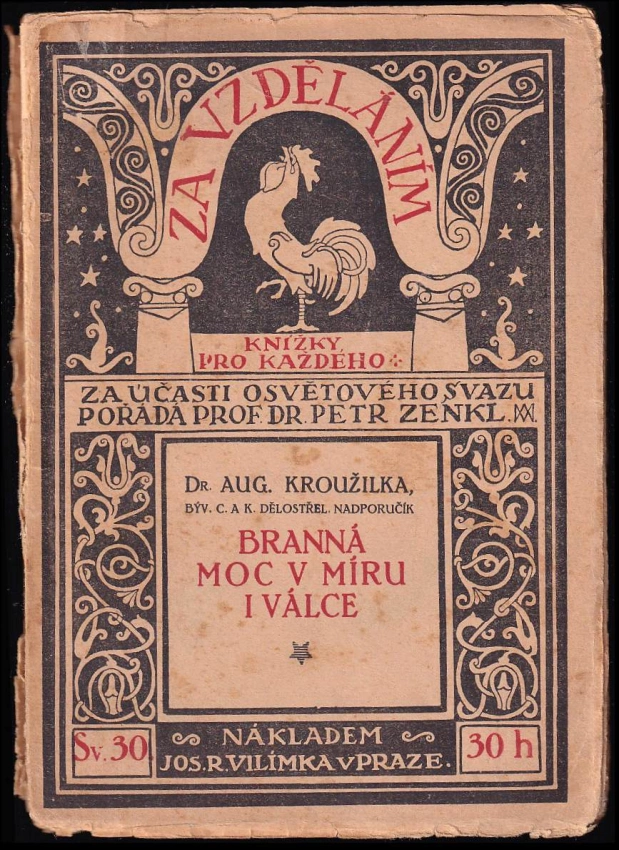 ZA VZDĚLÁNÍM
KNÍŽKY
PRO KAŽDÉHO
ZA ÚČASTI OSVĚTOVÉHO SVAZU
POŘÁDÁ PROF. DR. PETR ZENKL.
DR. AUG. KROUŽILKA,
BÝV. C. A K. DĚLOSTŘEL. NADPORUČÍK
BRANNÁ
MOC V MÍRU
I VÁLCE
Sv. 30
NÁKLADEM
JOS. R. VILÍMKA V PRAZE.
30 h